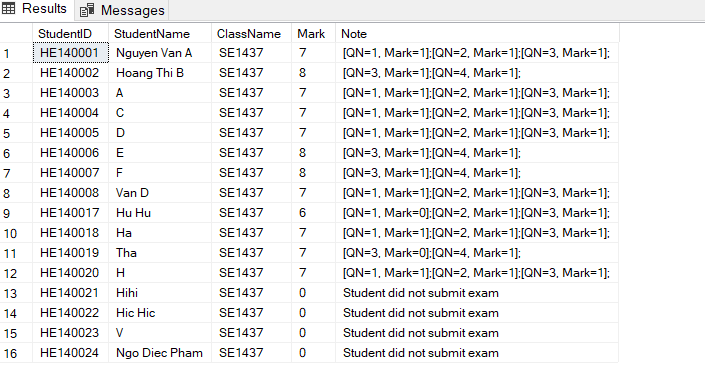 Results Messages
StudentID StudentName ClassName Mark Note
1 HE140001 Nguyen Van A SE1437 7 [QN=1, Mark=1];[QN=2, Mark=1];[QN=3, Mark=1];
2 HE140002 Hoang Thi B SE1437 8 [QN=3, Mark=1];[QN=4, Mark=1];
3 HE140003 A SE1437 7 [QN=1, Mark=1];[QN=2, Mark=1];[QN=3, Mark=1];
4 HE140004 C SE1437 7 [QN=1, Mark=1];[QN=2, Mark=1];[QN=3, Mark=1];
5 HE140005 D SE1437 7 [QN=1, Mark=1];[QN=2, Mark=1];[QN=3, Mark=1];
6 HE140006 E SE1437 8 [QN=3, Mark=1];[QN=4, Mark=1];
7 HE140007 F SE1437 8 [QN=3, Mark=1];[QN=4, Mark=1];
8 HE140008 Van D SE1437 7 [QN=1, Mark=1];[QN=2, Mark=1];[QN=3, Mark=1];
9 HE140017 Hu Hu SE1437 6 [QN=1, Mark=0];[QN=2, Mark=1];[QN=3, Mark=1];
10 HE140018 Ha SE1437 7 [QN=1, Mark=1];[QN=2, Mark=1];[QN=3, Mark=1];
11 HE140019 Tha SE1437 7 [QN=3, Mark=0];[QN=4, Mark=1];
12 HE140020 H SE1437 7 [QN=1, Mark=1];[QN=2, Mark=1];[QN=3, Mark=1];
13 HE140021 Hihi SE1437 0 Student did not submit exam
14 HE140022 Hic Hic SE1437 0 Student did not submit exam
15 HE140023 V SE1437 0 Student did not submit exam
16 HE140024 Ngo Diec Pham SE1437 0 Student did not submit exam